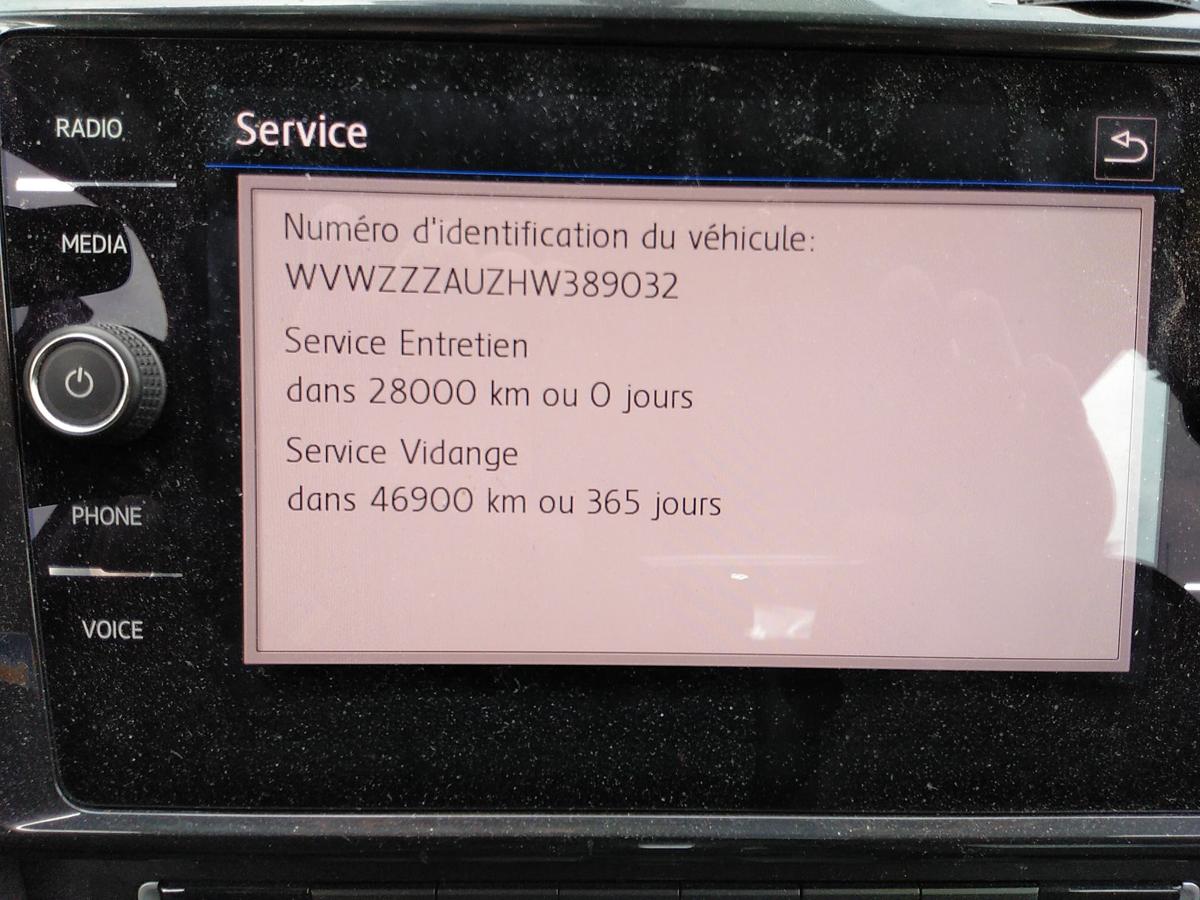 RADIO
Service
MEDIA
Numéro d'identification du véhicule:
WVWZZZAUZHW389032
Service Entretien
dans 28000 km ou 0 jours
Service Vidange
dans 46900 km ou 365 jours
PHONE
VOICE